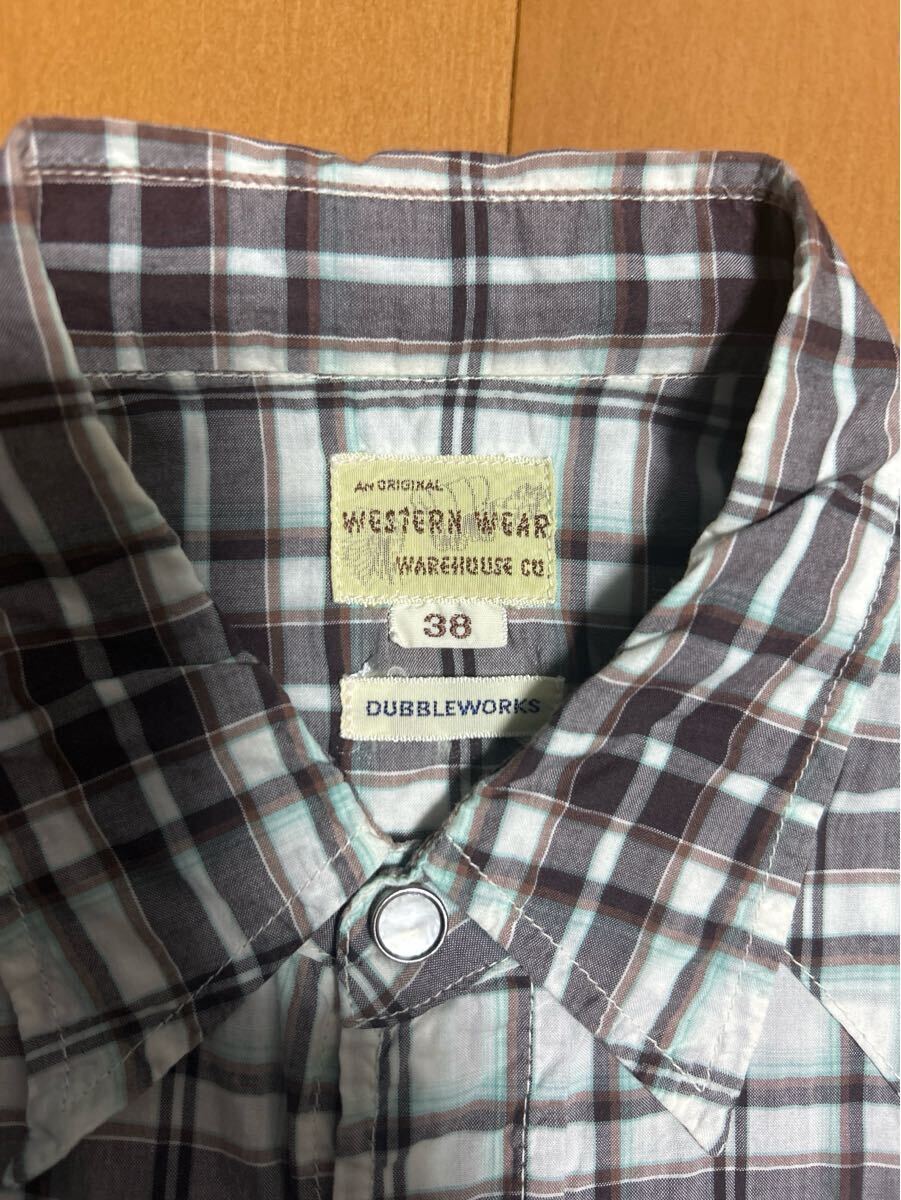 AN ORIGINAL
WESTERN WEAR
WAREHOUSE CO.
38
DUBBLEWORKS